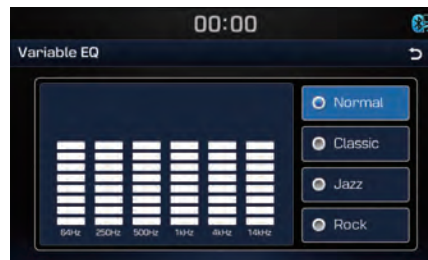 00:00
Variable EQ
Normal
Classic
Jazz
Rock
64Hz 250Hz 500Hz 1kHz 4kHz 14kHz